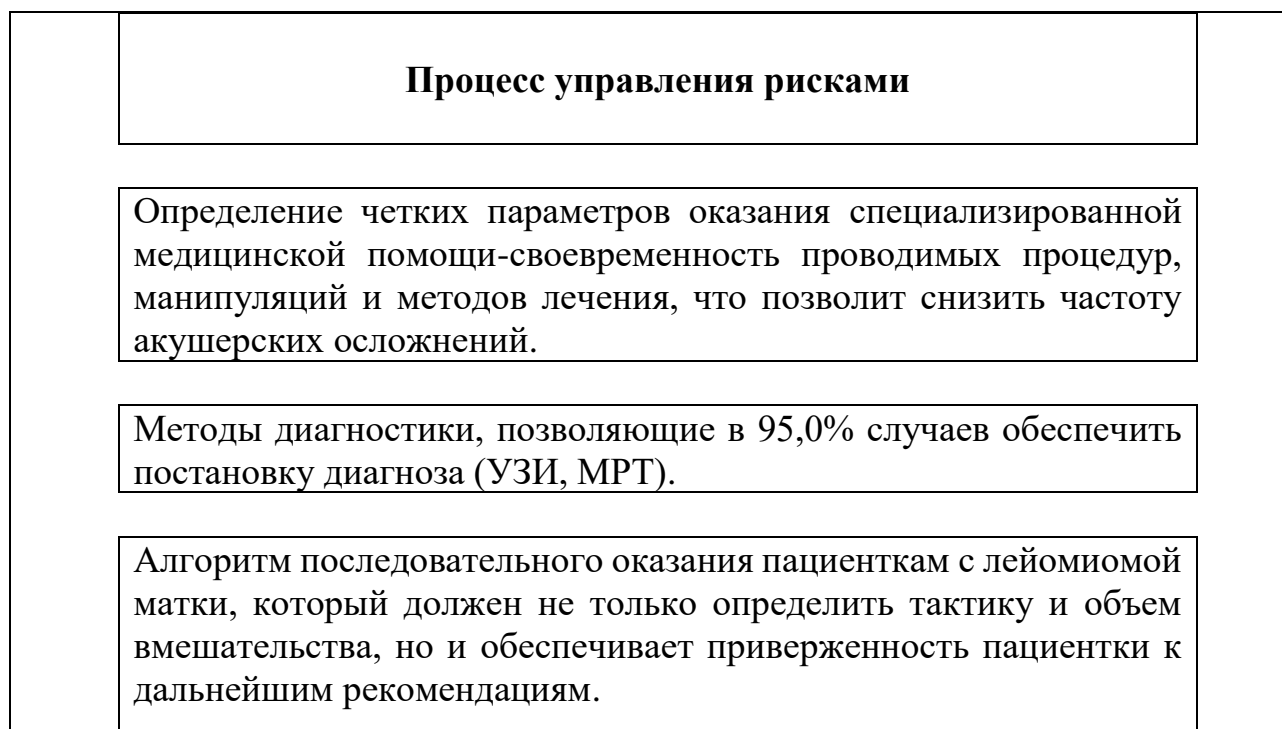 Процесс управления рисками
Определение четких параметров оказания специализированной
медицинской помощи-своевременность проводимых процедур,
манипуляций и методов лечения, что позволит снизить частоту
акушерских осложнений.
Методы диагностики, позволяющие в 95,0% случаев обеспечить
постановку диагноза (УЗИ, МРТ).
Алгоритм последовательного оказания пациенткам с лейомиомой
матки, который должен не только определить тактику и объем
вмешательства, но и обеспечивает приверженность пациентки к
дальнейшим рекомендациям.